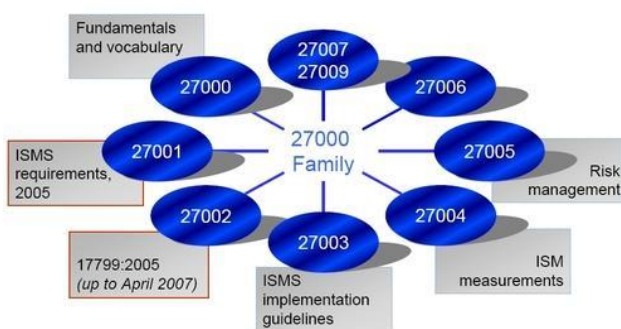 Fundamentals
and vocabulary
27000
27007
27009
27006
27001
ISMS
requirements,
2005
27000
Family
27005
Risk
management
27002
17799:2005
(up to April 2007)
27003
ISMS
implementation
guidelines
27004
ISM
measurements